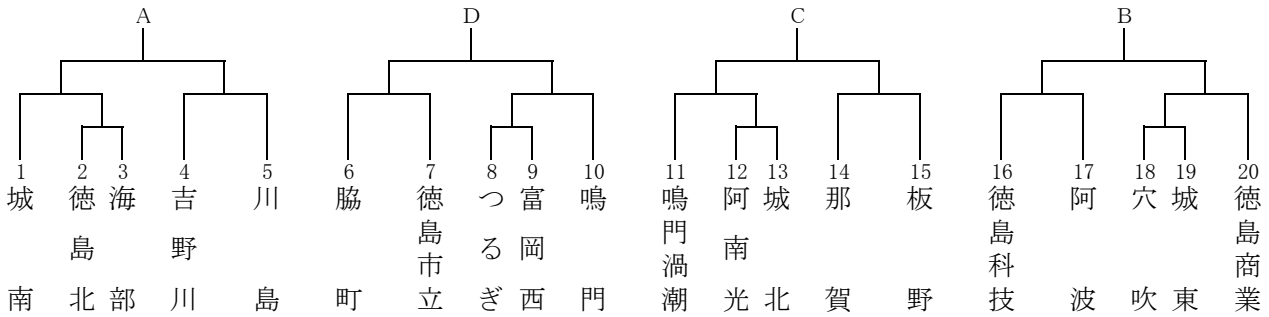 A D C B
1 2 3 4 5 6 7 8 9 10 11 12 13 14 15 16 17 18 19 20
城南
徳島北
海部
吉野川
川島
脇町
徳島市立
つるぎ
富岡西
鳴門
鳴門渦潮
阿南光
城北
那賀
板野
徳島科技
阿波
穴吹
城東
徳島商業